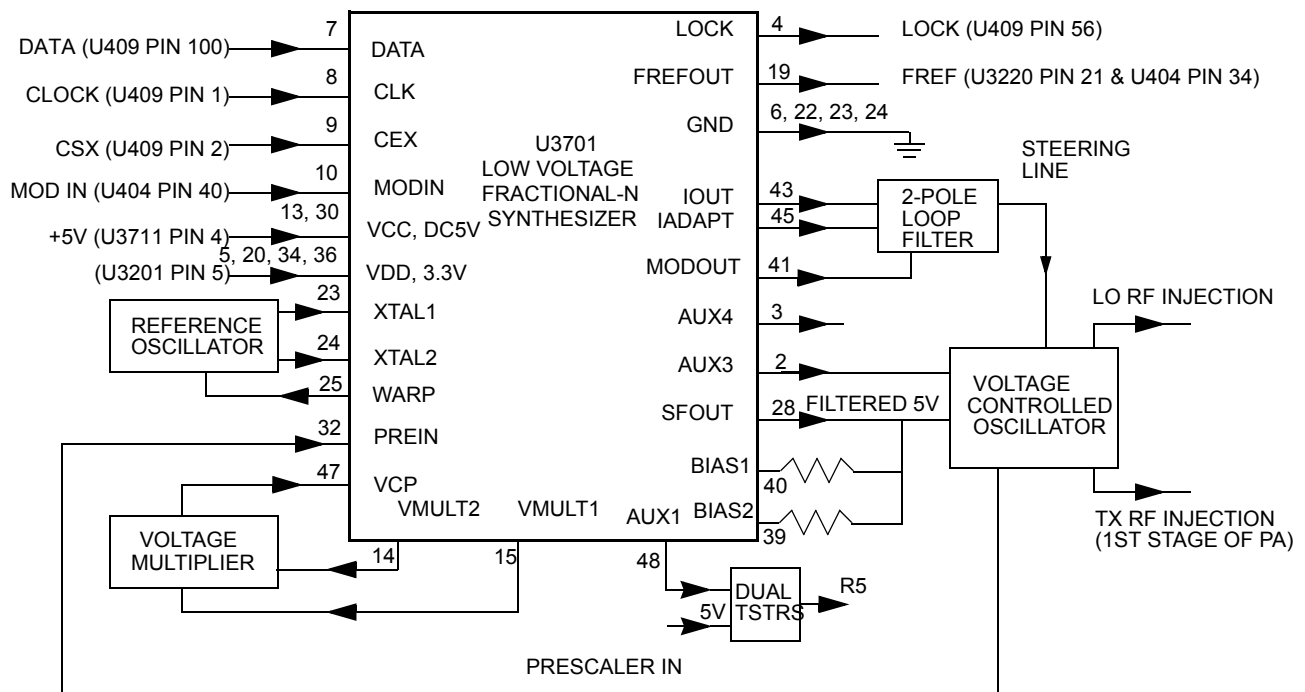 DATA (U409 PIN 100)
CLOCK (U409 PIN 1)
CSX (U409 PIN 2)
MOD IN (U404 PIN 40)
+5V (U3711 PIN 4)
(U3201 PIN 5)
7
8
9
10
13, 30
5, 20, 34, 36
23
24
25
32
47
REFERENCE
OSCILLATOR
VOLTAGE
MULTIPLIER
DATA
CLK
CEX
MODIN
VCC, DC5V
VDD, 3.3V
XTAL1
XTAL2
WARP
PREIN
VCP
VMULT2
VMULT1
AUX1
14
15
48
U3701
LOW VOLTAGE
FRACTIONAL-N
SYNTHESIZER
LOCK
FREFOUT
GND
IOUT
IADAPT
MODOUT
AUX4
AUX3
SFOUT
BIAS1
BIAS2
4
19
6, 22, 23, 24
43
45
41
3
2
28
40
39
LOCK (U409 PIN 56)
FREF (U3220 PIN 21 & U404 PIN 34)
2-POLE
LOOP
FILTER
STEERING
LINE
FILTERED 5V
VOLTAGE
CONTROLLED
OSCILLATOR
LO RF INJECTION
TX RF INJECTION
(1ST STAGE OF PA)
5V
DUAL
TSTRS
R5
PRESCALER IN